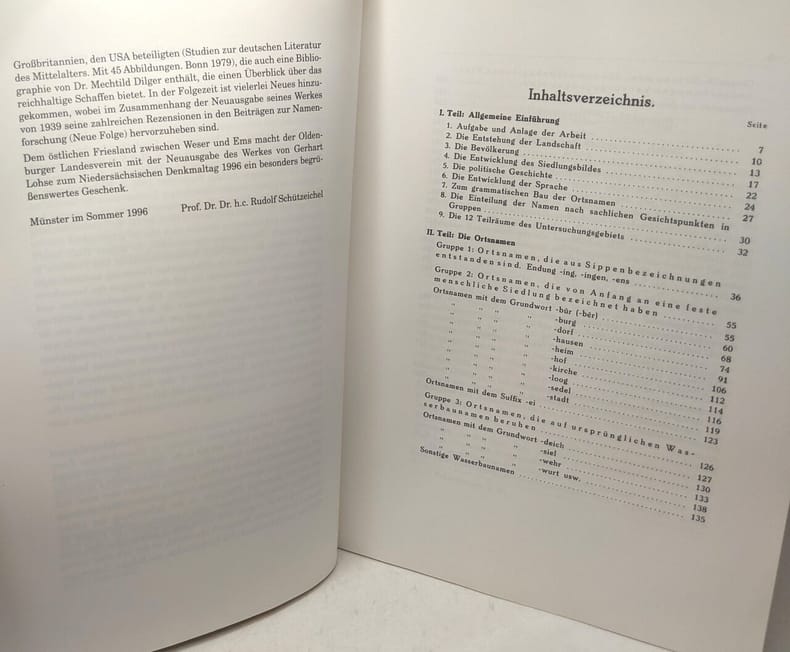 Großbritannien, den USA beteiligten (Studien zur deutschen Literatur
des Mittelalters. Mit 45 Abbildungen. Bonn 1979), die auch eine Biblio-
graphie von Dr. Mechtild Dilger enthält, die einen Überblick über das
reichhaltige Schaffen bietet. In der Folgezeit ist vielerlei Neues hinzu-
gekommen, wobei im Zusammenhang der Neuausgabe seines Werkes
von 1939 seine zahlreichen Rezensionen in den Beiträgen zur Namen-
forschung (Neue Folge) hervorzuheben sind.
Dem östlichen Friesland zwischen Weser und Ems macht der Olden-
burger Landesverein mit der Neuausgabe des Werkes von Gerhart
Lohse zum Niedersächsischen Denkmaltag 1996 ein besonders begrü-
ßenswertes Geschenk.
Münster im Sommer 1996 Prof. Dr. Dr. h.c. Rudolf Schützeichel
Inhaltsverzeichnis.
Seite
I. Teil: Allgemeine Einführung
1. Aufgabe und Anlage der Arbeit 7
2. Die Entstehung der Landschaft 10
3. Die Bevölkerung 13
4. Die Entwicklung des Siedlungsbildes 17
5. Die politische Geschichte 22
6. Die Entwicklung der Sprache 24
7. Zum grammatischen Bau der Ortsnamen 27
8. Die Einteilung der Namen nach sachlichen Gesichtspunkten in
Gruppen 30
9. Die 12 Teilräume des Untersuchungsgebiets 32
II. Teil: Die Ortsnamen
Gruppe 1: Ortsnamen, die aus Sippenbezeichnungen
entstanden sind. Endung -ing, -ingen, -ens 36
Gruppe 2: Ortsnamen, die von Anfang an eine feste
menschliche Siedlung bezeichnet haben 55
Ortsnamen mit dem Grundwort -bûr (-bêr) 55
" " " " -burg 60
" " " " -dorf 68
" " " " -hausen 74
" " " " -heim 91
" " " " -hof 106
" " " " -kirche 112
" " " " -loog 114
" " " " -sedel 116
" " " " -stadt 119
Ortsnamen mit dem Suffix -ei 123
Gruppe 3: Ortsnamen, die auf ursprünglichen Was-
serbaunamen beruhen 126
Ortsnamen mit dem Grundwort -deich 127
" " " " -siel 130
" " " " -wehr 133
" " " " -wurt usw. 138
Sonstige Wasserbaunamen 135